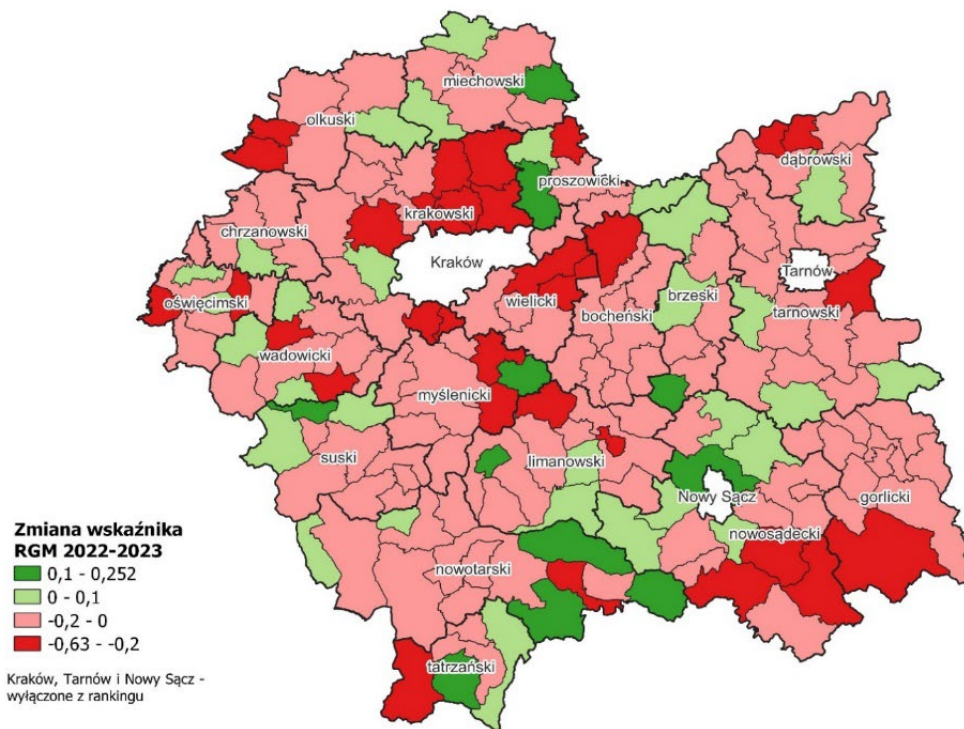 miechowski
olkuski
dąbrowski
proszowicki
krakowski
chrzanowski
Kraków
Tarnów
oświęcimski
wielicki
brzeski
bocheński
tarnowski
wadowicki
myślenicki
suski
limanowski
Nowy Sącz
gorlicki
nowosądecki
nowotarski
tatrzański
Zmiana wskaźnika
RGM 2022-2023
0,1 - 0,252
0 - 0,1
-0,2 - 0
-0,63 - -0,2
Kraków, Tarnów i Nowy Sącz -
wyłączone z rankingu